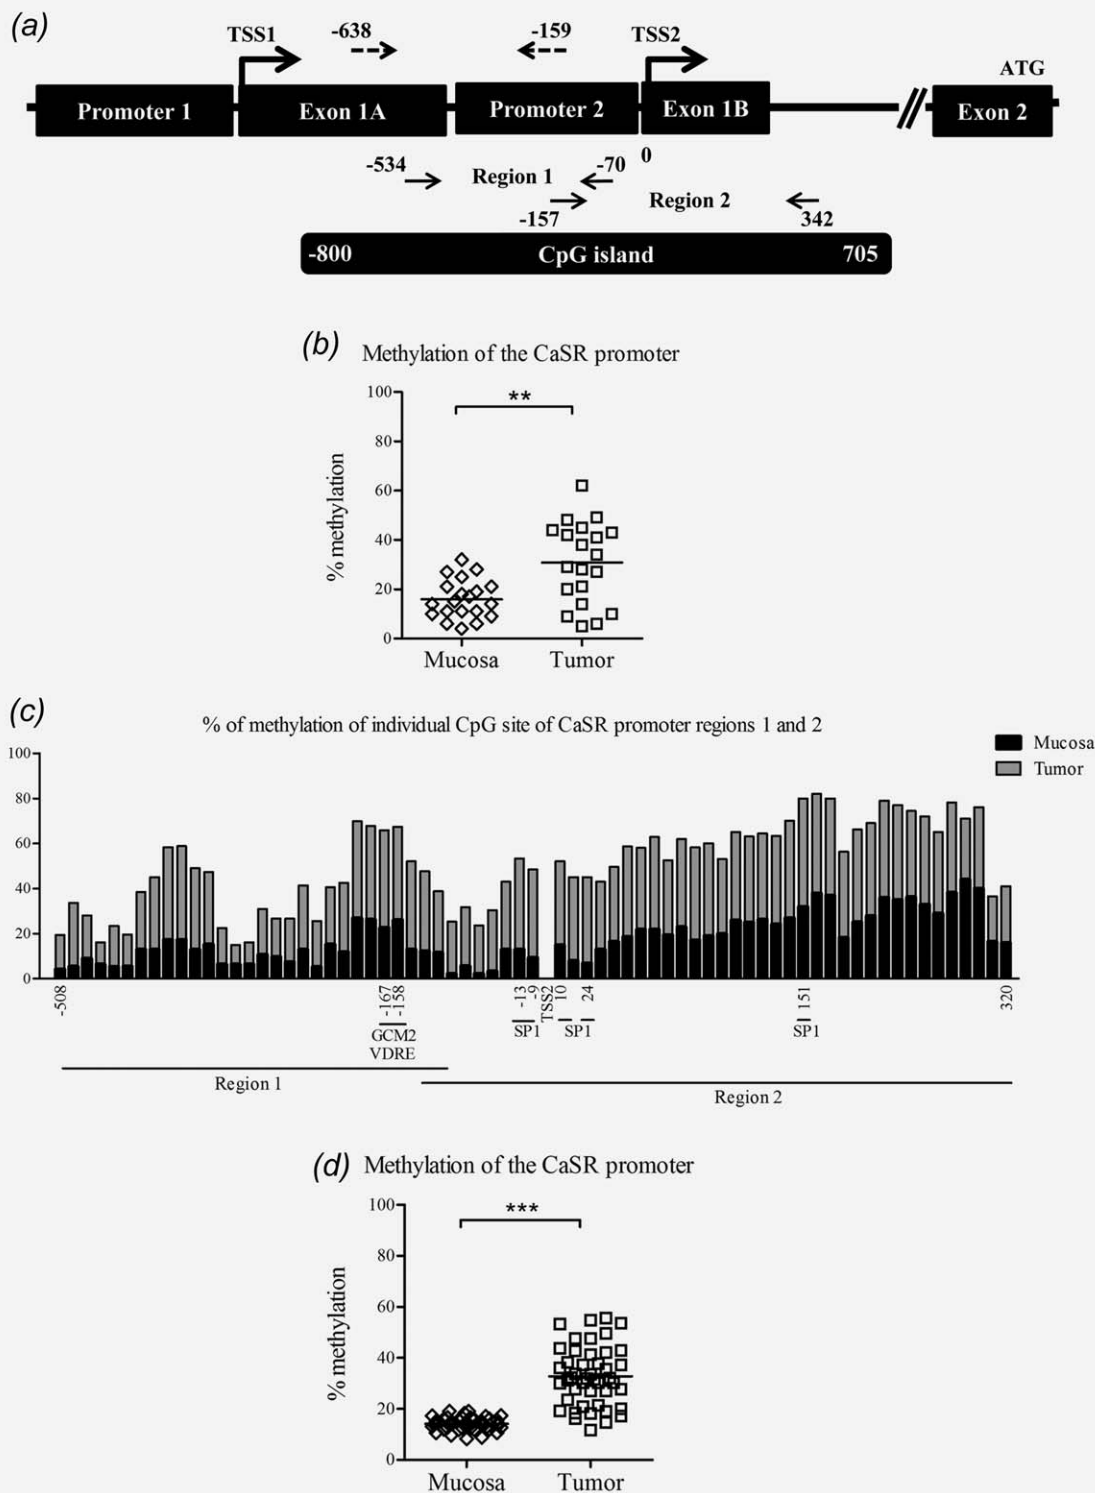 (a)
TSS1
-638
-159
TSS2
ATG
Promoter 1
Exon 1A
Promoter 2
Exon 1B
Exon 2
-534
Region 1
-70
0
-157
Region 2
342
-800
CpG island
705
(b) Methylation of the CaSR promoter
**
100
80
60
40
20
0
% methylation
Mucosa
Tumor
(c)
% of methylation of individual CpG site of CaSR promoter regions 1 and 2
Mucosa
Tumor
100
80
60
40
20
0
-508
-167
-158
-13
-9
TSS2
10
24
151
320
GCM2
VDRE
SP1
SP1
SP1
Region 1
Region 2
(d) Methylation of the CaSR promoter
***
100
80
60
40
20
0
% methylation
Mucosa
Tumor